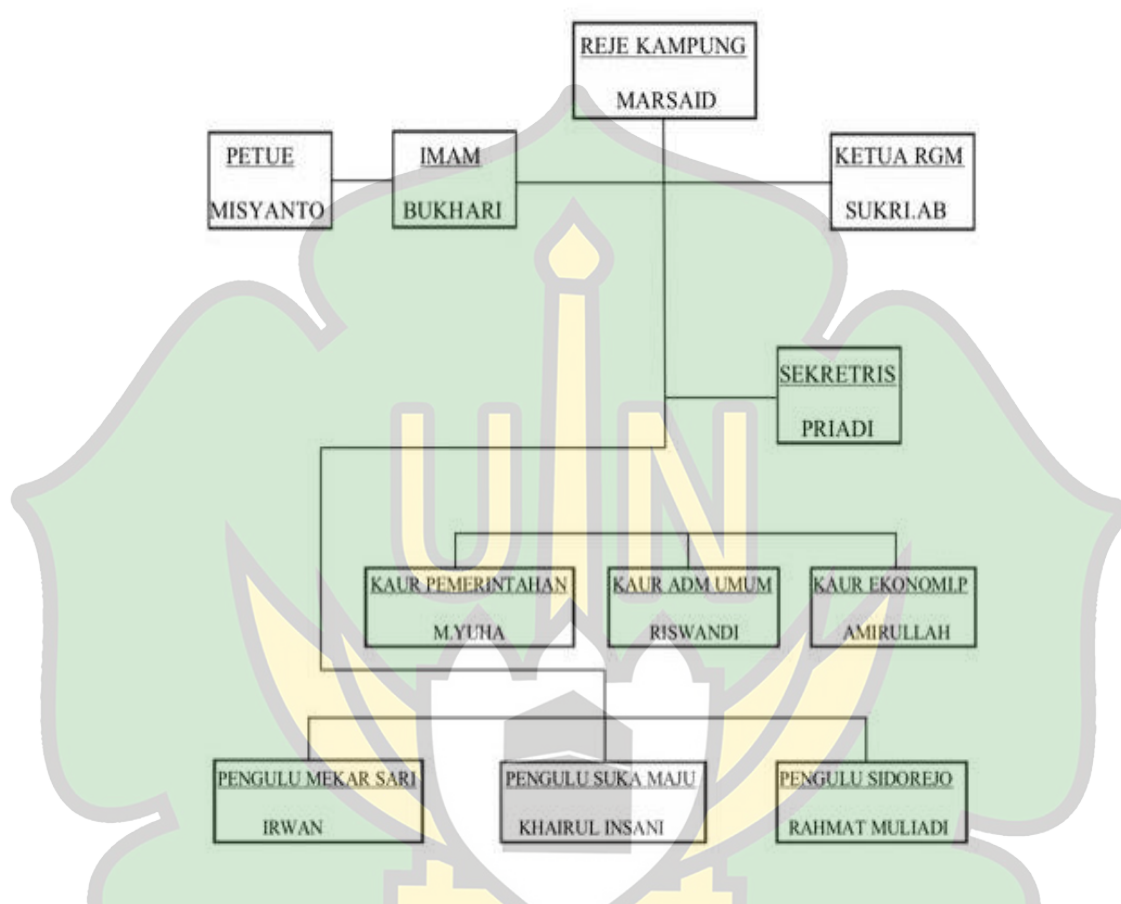 REJE KAMPUNG
MARSAID
PETUE
MISYANTO
IMAM
BUKHARI
KETUA RGM
SUKRI.AB
SEKRETRIS
PRIADI
UIN
KAUR PEMERINTAHAN
M.YUHA
KAUR ADM.UMUM
RISWANDI
KAUR EKONOMI.P
AMIRULLAH
PENGULU MEKAR SARI
IRWAN
PENGULU SUKA MAJU
KHAIRUL INSANI
PENGULU SIDOREJO
RAHMAT MULIADI